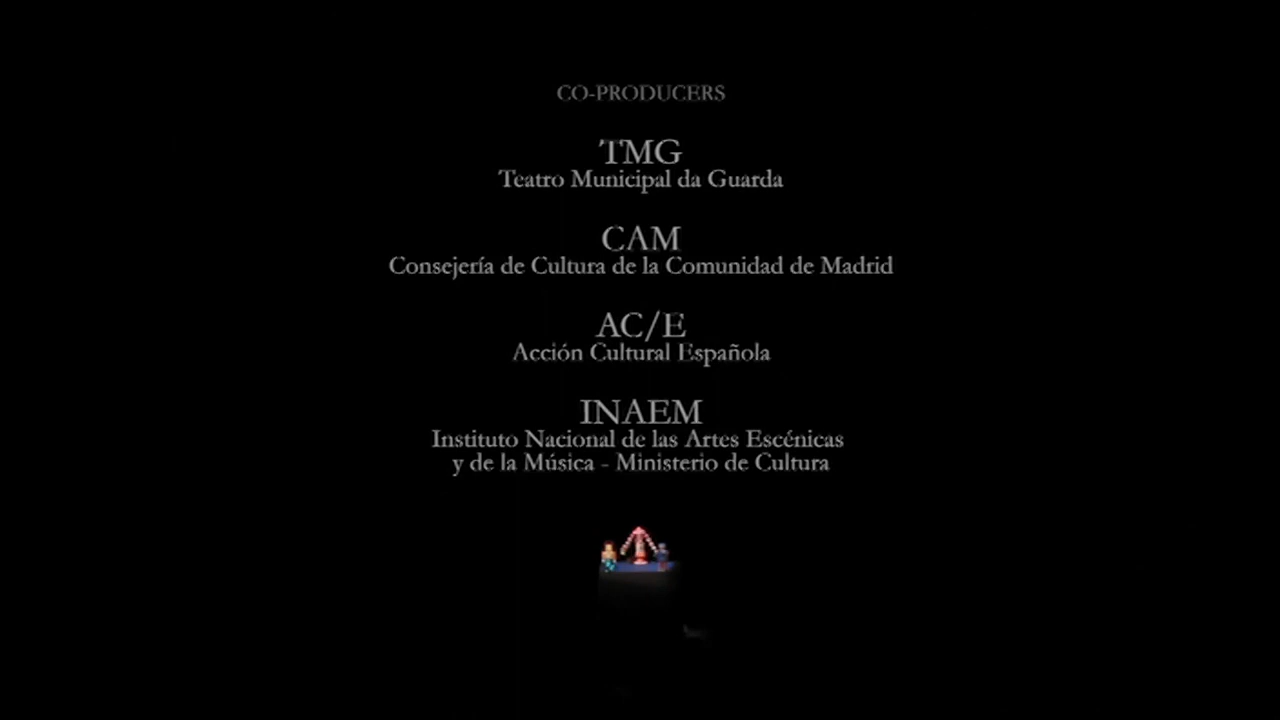 CO-PRODUCERS
TMG
Teatro Municipal da Guarda
CAM
Consejería de Cultura de la Comunidad de Madrid
AC/E
Acción Cultural Española
INAEM
Instituto Nacional de las Artes Escénicas
y de la Música - Ministerio de Cultura